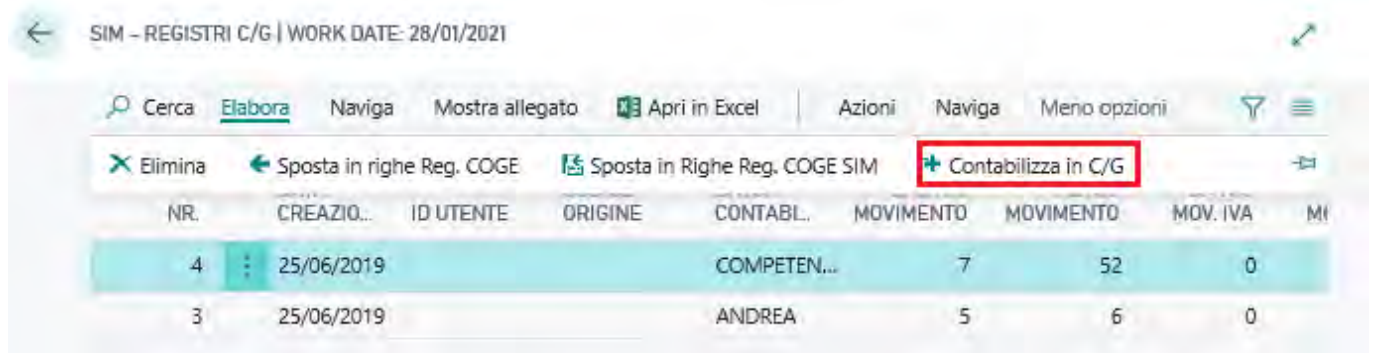 SIM – REGISTRI C/G | WORK DATE: 28/01/2021
Cerca Elabora Naviga Mostra allegato Apri in Excel Azioni Naviga Meno opzioni
Elimina Sposta in righe Reg. COGE Sposta in Righe Reg. COGE SIM Contabilizza in C/G
NR. CREAZIO... ID UTENTE ORIGINE CONTABI... MOVIMENTO MOVIMENTO MOV. IVA
4 25/06/2019 COMPETEN... 7 52 0
3 25/06/2019 ANDREA 5 6 0